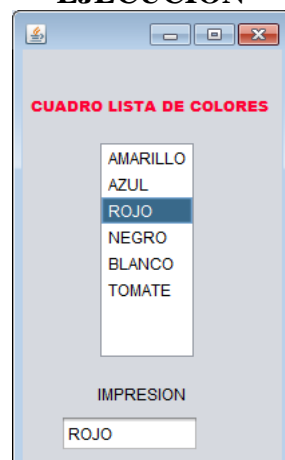 EJECUCION
CUADRO LISTA DE COLORES
AMARILLO
AZUL
ROJO
NEGRO
BLANCO
TOMATE
IMPRESION
ROJO